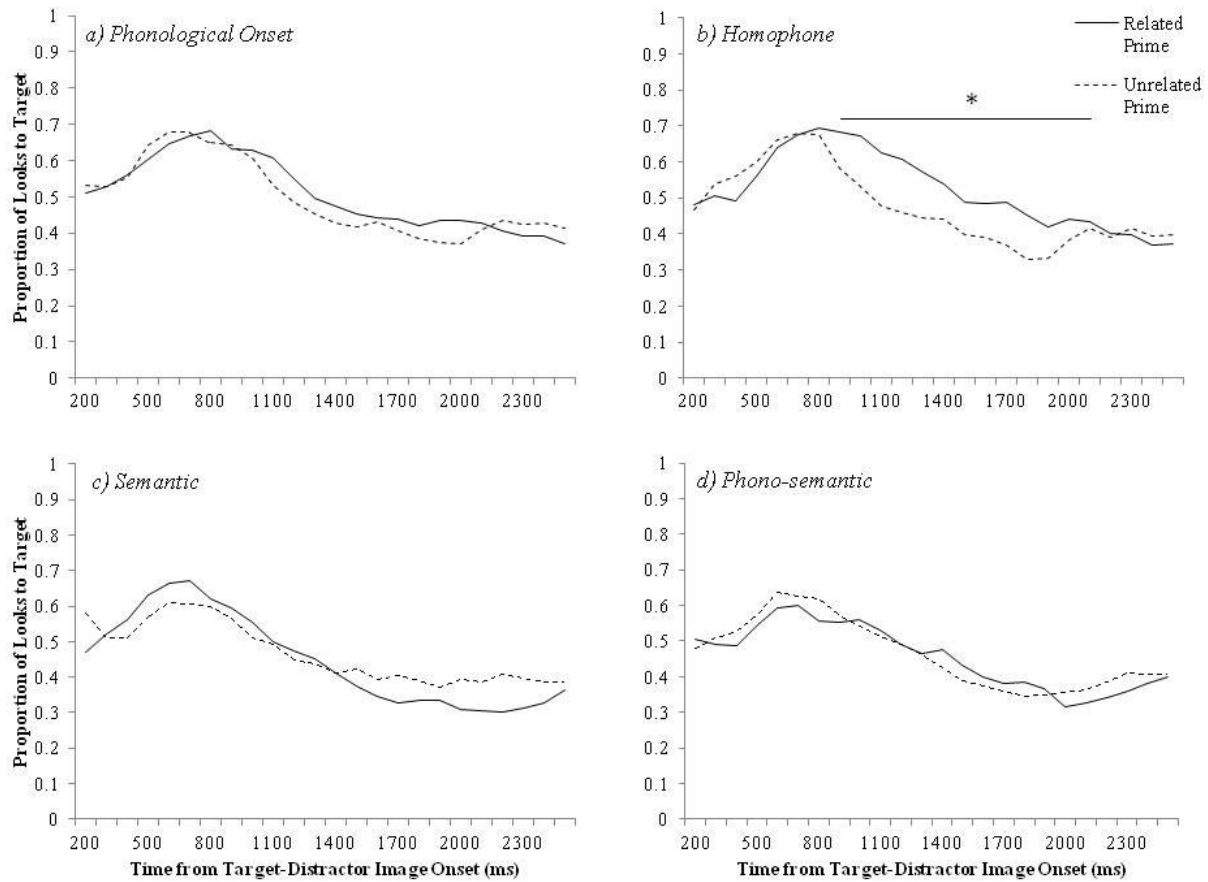 a) Phonological Onset
Proportion of Looks to Target
1
0.9
0.8
0.7
0.6
0.5
0.4
0.3
0.2
0.1
0
200 500 800 1100 1400 1700 2000 2300
b) Homophone
Related
Prime
Unrelated
Prime
*
1
0.9
0.8
0.7
0.6
0.5
0.4
0.3
0.2
0.1
0
200 500 800 1100 1400 1700 2000 2300
c) Semantic
Proportion of Looks to Target
1
0.9
0.8
0.7
0.6
0.5
0.4
0.3
0.2
0.1
0
200 500 800 1100 1400 1700 2000 2300
Time from Target-Distractor Image Onset (ms)
d) Phono-semantic
1
0.9
0.8
0.7
0.6
0.5
0.4
0.3
0.2
0.1
0
200 500 800 1100 1400 1700 2000 2300
Time from Target-Distractor Image Onset (ms)